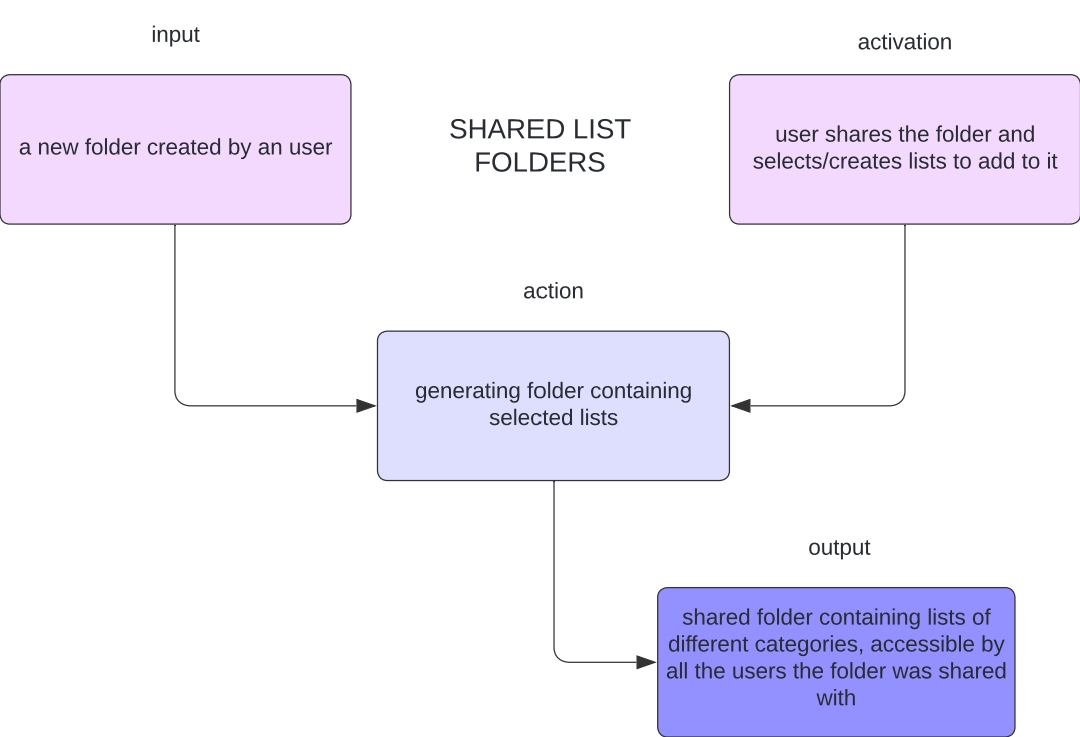 input
activation
a new folder created by an user
SHARED LIST
FOLDERS
user shares the folder and
selects/creates lists to add to it
action
generating folder containing
selected lists
output
shared folder containing lists of
different categories, accessible by
all the users the folder was shared
with